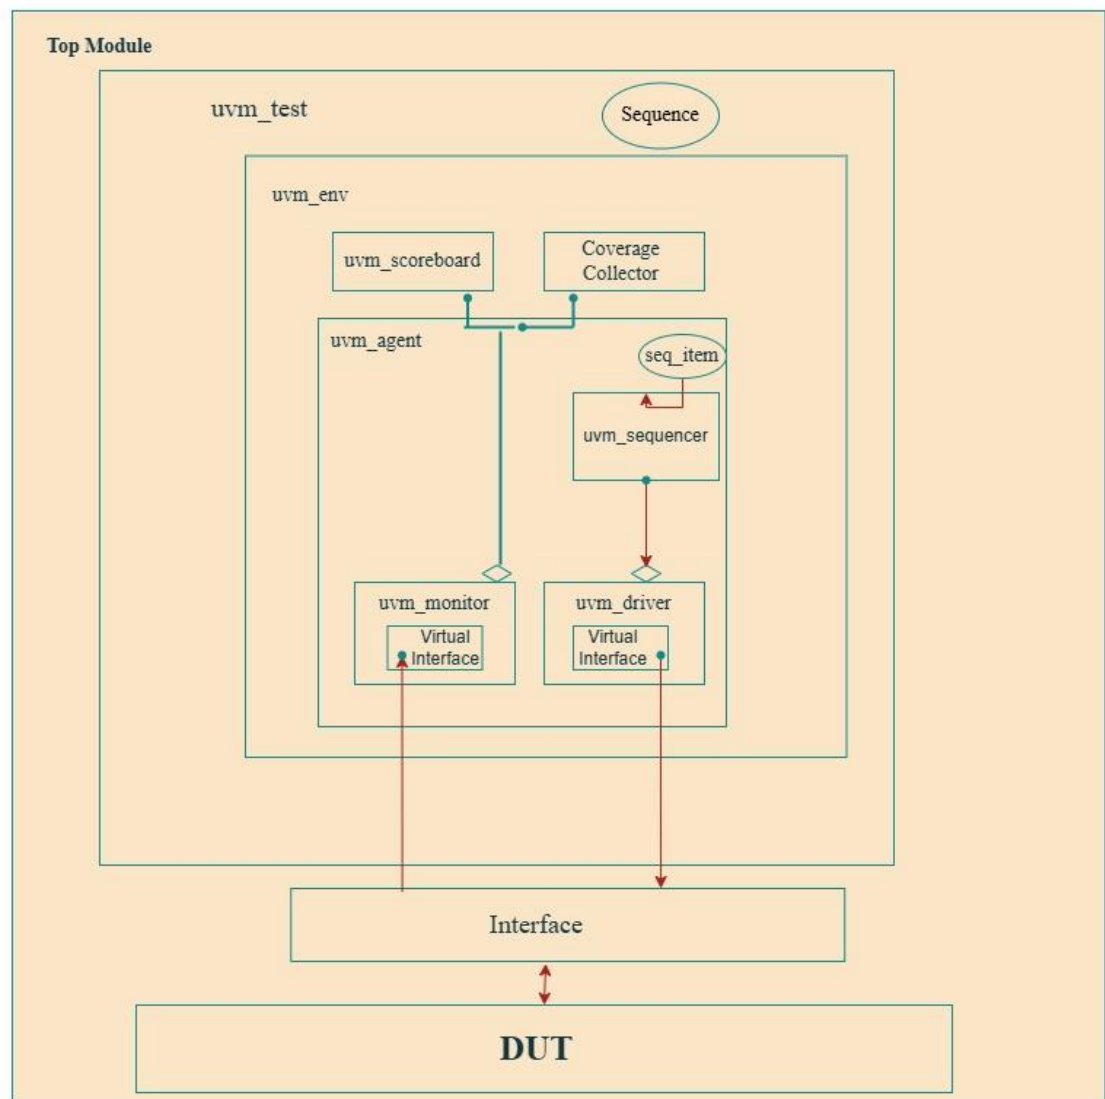 Top Module
uvm_test
Sequence
uvm_env
uvm_scoreboard
Coverage
Collector
uvm_agent
seq_item
uvm_sequencer
uvm_monitor
uvm_driver
Virtual
Interface
Virtual
Interface
Interface
DUT